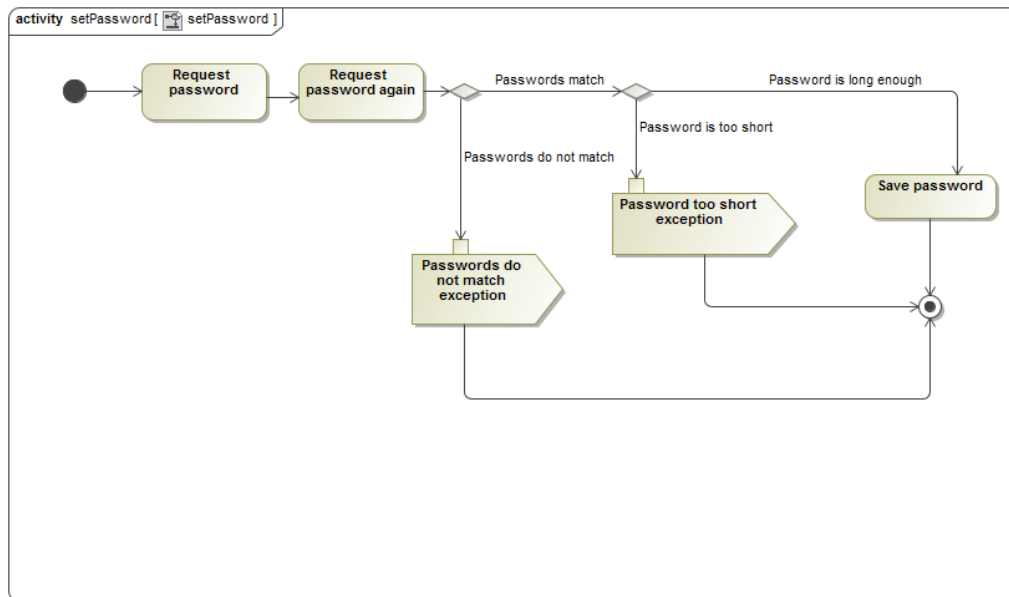 activity setPassword [ setPassword ]
Request
password
Request
password again
Passwords match
Password is long enough
Password is too short
Passwords do not match
Save password
Password too short
exception
Passwords do
not match
exception